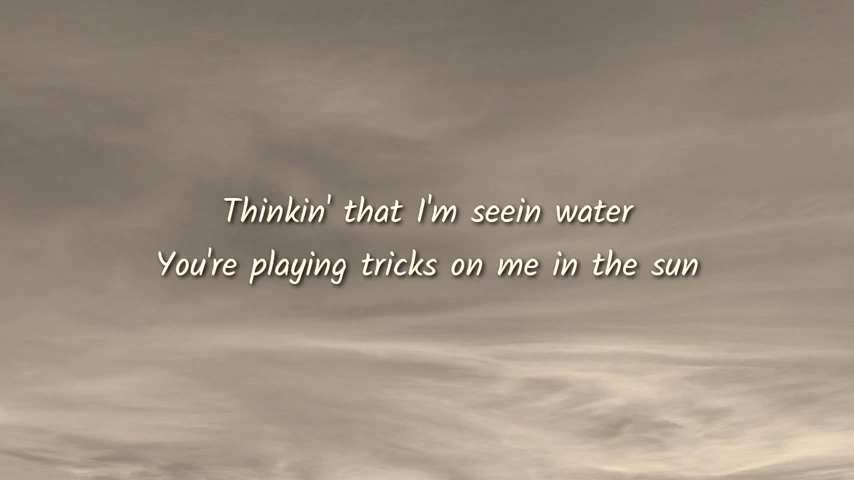 Thinkin' that I'm seein water
You're playing tricks on me in the sun